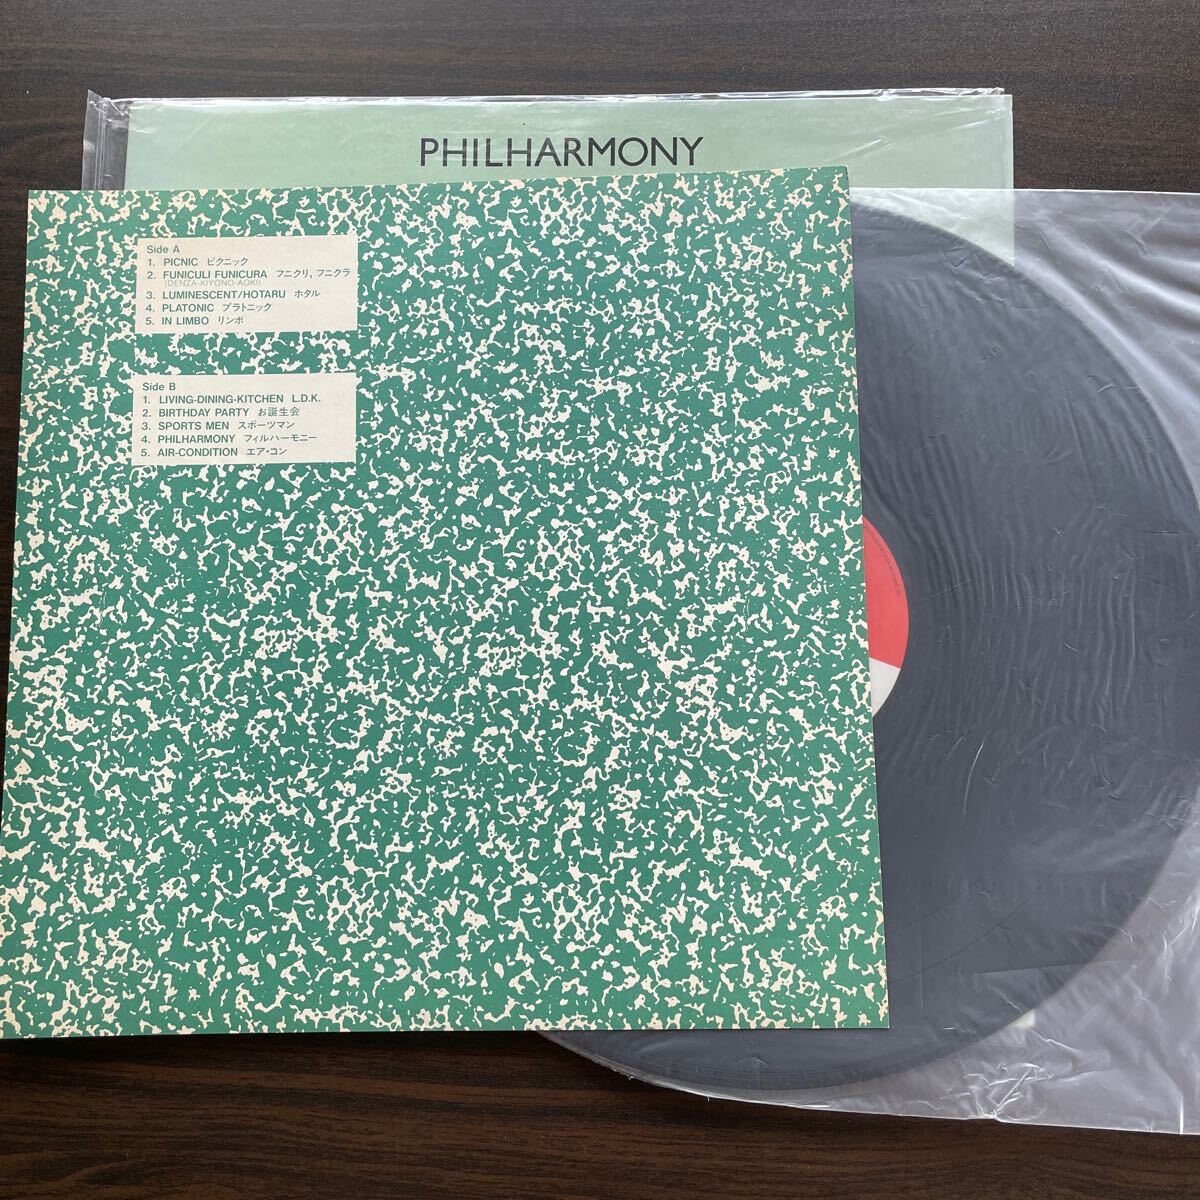 PHILHARMONY
Side A
1. PICNIC ピクニック
2. FUNICULI FUNICURA フニクリ, フニクラ
(DENZA-KIYONO-AOKI)
3. LUMINESCENT/HOTARU ホタル
4. PLATONIC プラトニック
5. IN LIMBO リンボ
Side B
1. LIVING-DINING-KITCHEN L.D.K.
2. BIRTHDAY PARTY お誕生会
3. SPORTS MEN スポーツマン
4. PHILHARMONY フィルハーモニー
5. AIR-CONDITION エア・コン